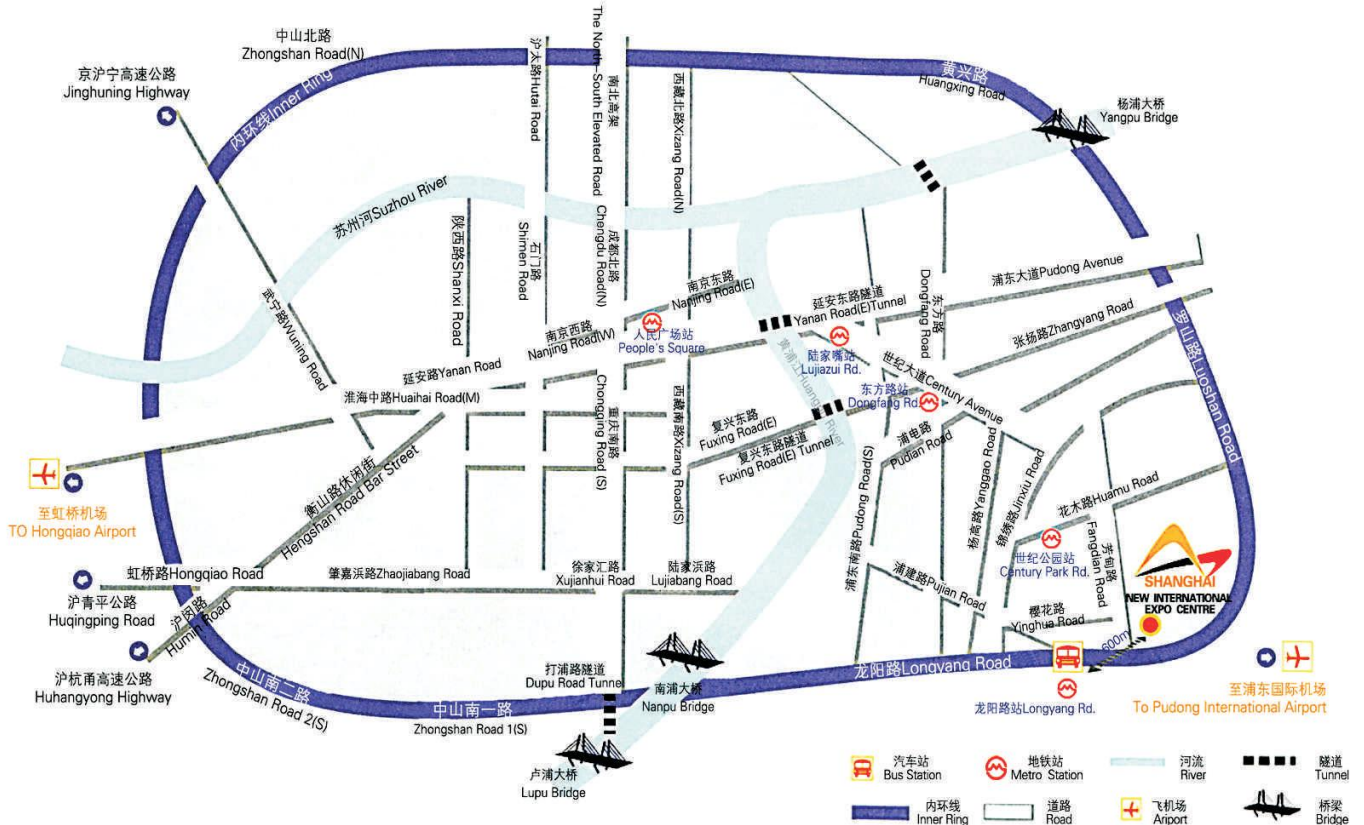 中山北路
Zhongshan Road(N)
京沪宁高速公路
Jinghuning Highway
内环线Inner Ring
沪太路Hutai Road
The North-South Elevated Road
南北高架
西藏北路Xizang Road(N)
黄兴路
Huangxing Road
杨浦大桥
Yangpu Bridge
苏州河Suzhou River
陕西路Shanxi Road
石门路
Shimen Road
成都北路
Chengdu Road(N)
武宁路Wuning Road
南京东路
Nanjing Road(E)
南京西路
Nanjing Road(W)
人民广场站
People's Square
延安东路隧道
Yanan Road(E)Tunnel
浦东大道Pudong Avenue
东方路
Dongfang Road
张扬路Zhangyang Road
罗山路Luoshan Road
陆家嘴站
Lujiazui Rd.
世纪大道Century Avenue
东方路站
Dongfang Rd.
延安路Yanan Road
淮海中路Huaihai Road(M)
重庆南路
Chongqing Road (S)
西藏南路Xizang Road(S)
复兴东路
Fuxing Road(E)
复兴东路隧道
Fuxing Road(E) Tunnel
黄浦江Huangpu River
浦电路
Pudian Road
浦东南路Pudong Road(S)
杨高路Yanggao Road
锦绣路Jinxiu Road
花木路Huamu Road
世纪公园站
Century Park Rd.
芳甸路
Fangdian Road
衡山路休闲街
Hengshan Road Bar Street
至虹桥机场
TO Hongqiao Airport
虹桥路Hongqiao Road
肇嘉浜路Zhaojiabang Road
徐家汇路
Xujianhui Road
陆家浜路
Lujiabang Road
沪青平公路
Huqingping Road
沪闵路
Humin Road
沪杭甬高速公路
Huhangyong Highway
浦建路Pujian Road
樱花路
Yinghua Road
SHANGHAI
NEW INTERNATIONAL
EXPO CENTRE
600m
中山南二路
Zhongshan Road 2(S)
中山南一路
Zhongshan Road 1(S)
打浦路隧道
Dupu Road Tunnel
南浦大桥
Nanpu Bridge
龙阳路Longyang Road
龙阳路站Longyang Rd.
至浦东国际机场
To Pudong International Airport
卢浦大桥
Lupu Bridge
汽车站
Bus Station
地铁站
Metro Station
河流
River
隧道
Tunnel
内环线
Inner Ring
道路
Road
飞机场
Ariport
桥梁
Bridge